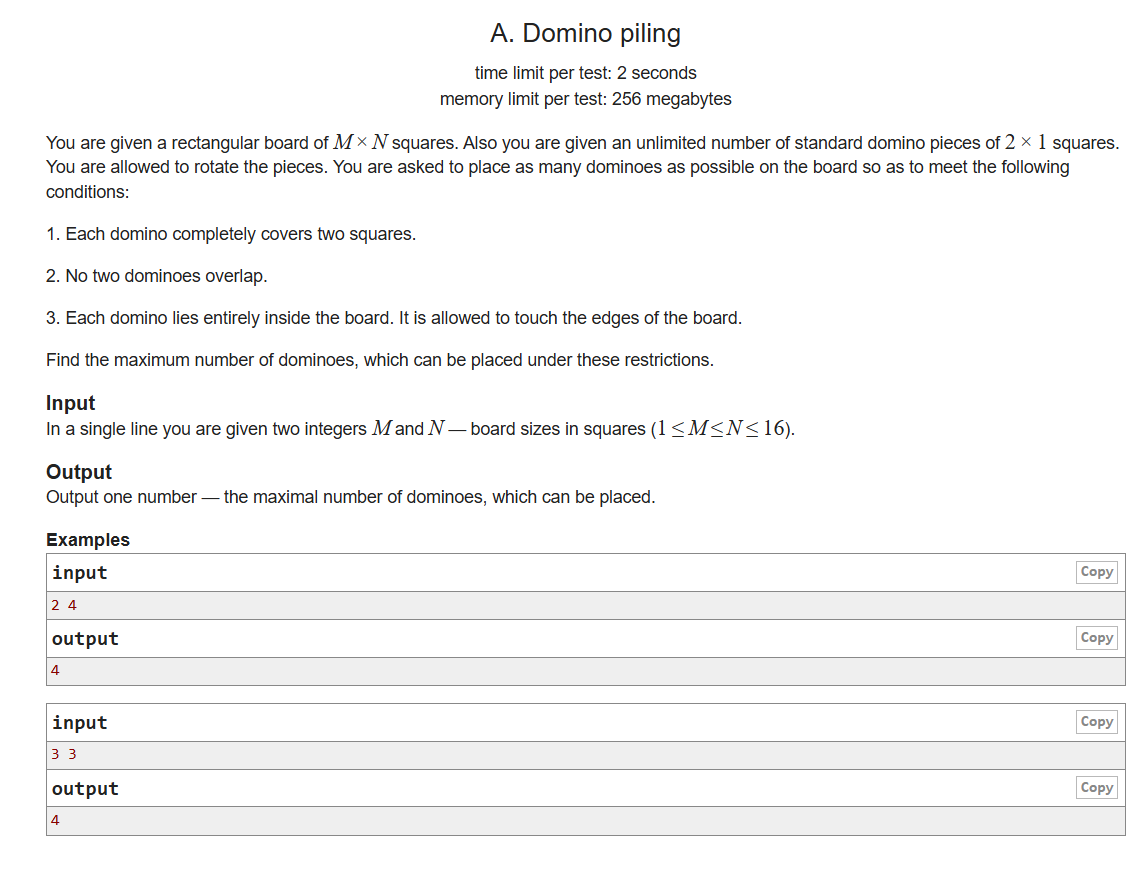 A. Domino piling
time limit per test: 2 seconds
memory limit per test: 256 megabytes
You are given a rectangular board of M × N squares. Also you are given an unlimited number of standard domino pieces of 2 × 1 squares.
You are allowed to rotate the pieces. You are asked to place as many dominoes as possible on the board so as to meet the following
conditions:
1. Each domino completely covers two squares.
2. No two dominoes overlap.
3. Each domino lies entirely inside the board. It is allowed to touch the edges of the board.
Find the maximum number of dominoes, which can be placed under these restrictions.
Input
In a single line you are given two integers M and N — board sizes in squares (1 ≤ M ≤ N ≤ 16).
Output
Output one number — the maximal number of dominoes, which can be placed.
Examples
input Copy
2 4
output Copy
4
input Copy
3 3
output Copy
4